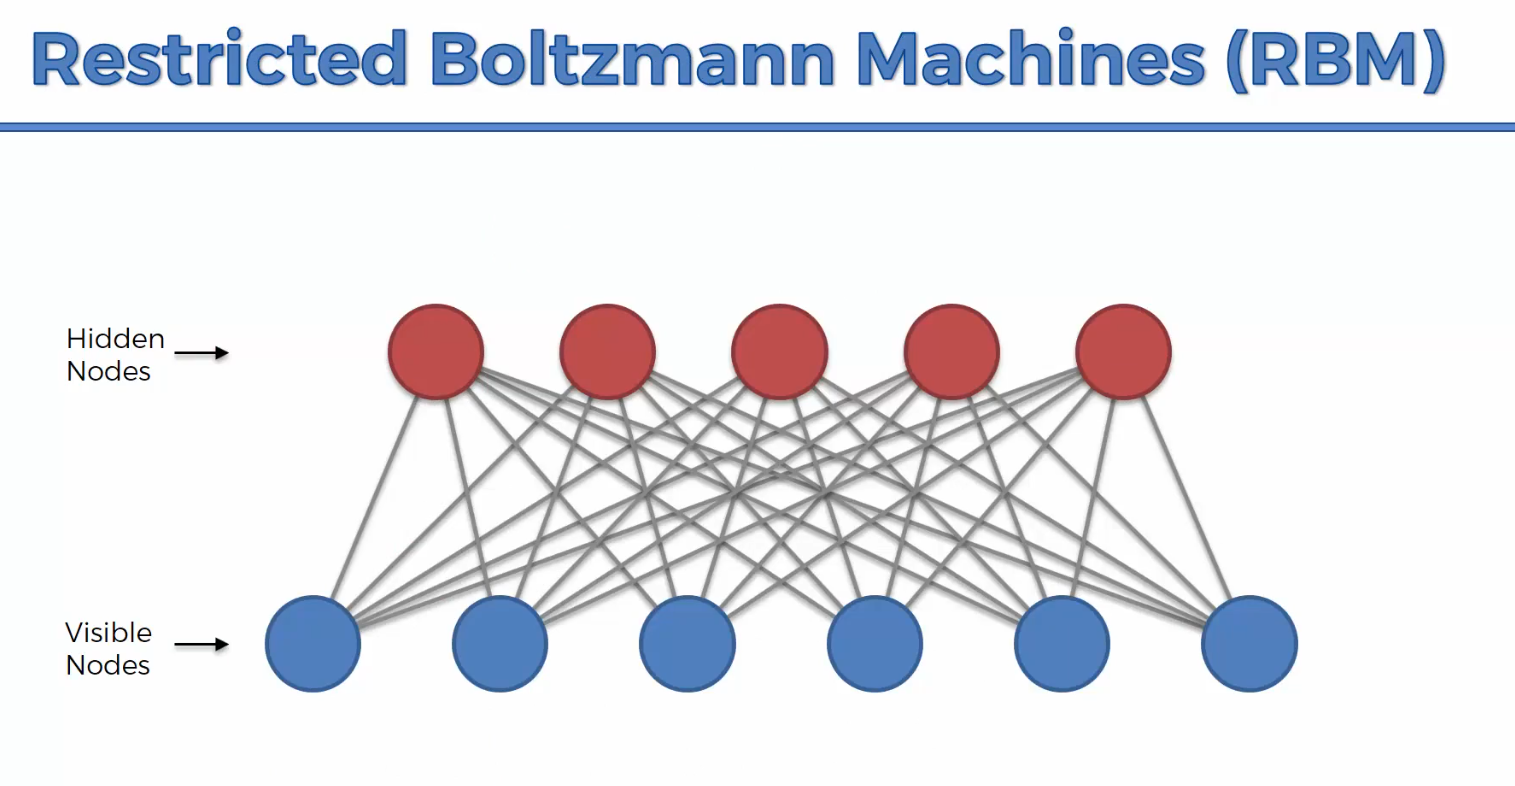 Restricted Boltzmann Machines (RBM)
Hidden
Nodes
Visible
Nodes